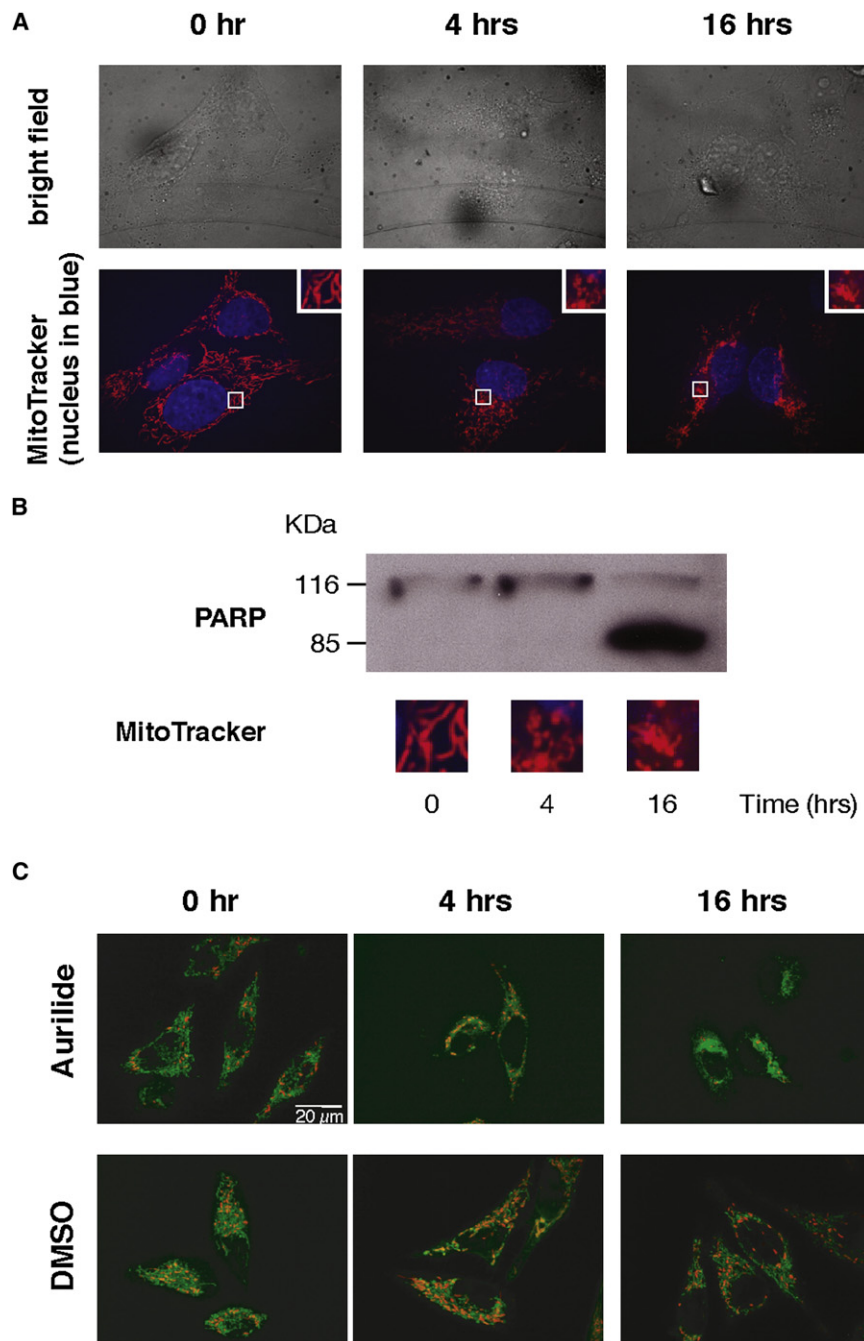 A
0 hr
4 hrs
16 hrs
bright field
MitoTracker
(nucleus in blue)
B
KDa
116
PARP
85
MitoTracker
0
4
16
Time (hrs)
C
0 hr
4 hrs
16 hrs
Aurilide
20 µm
DMSO